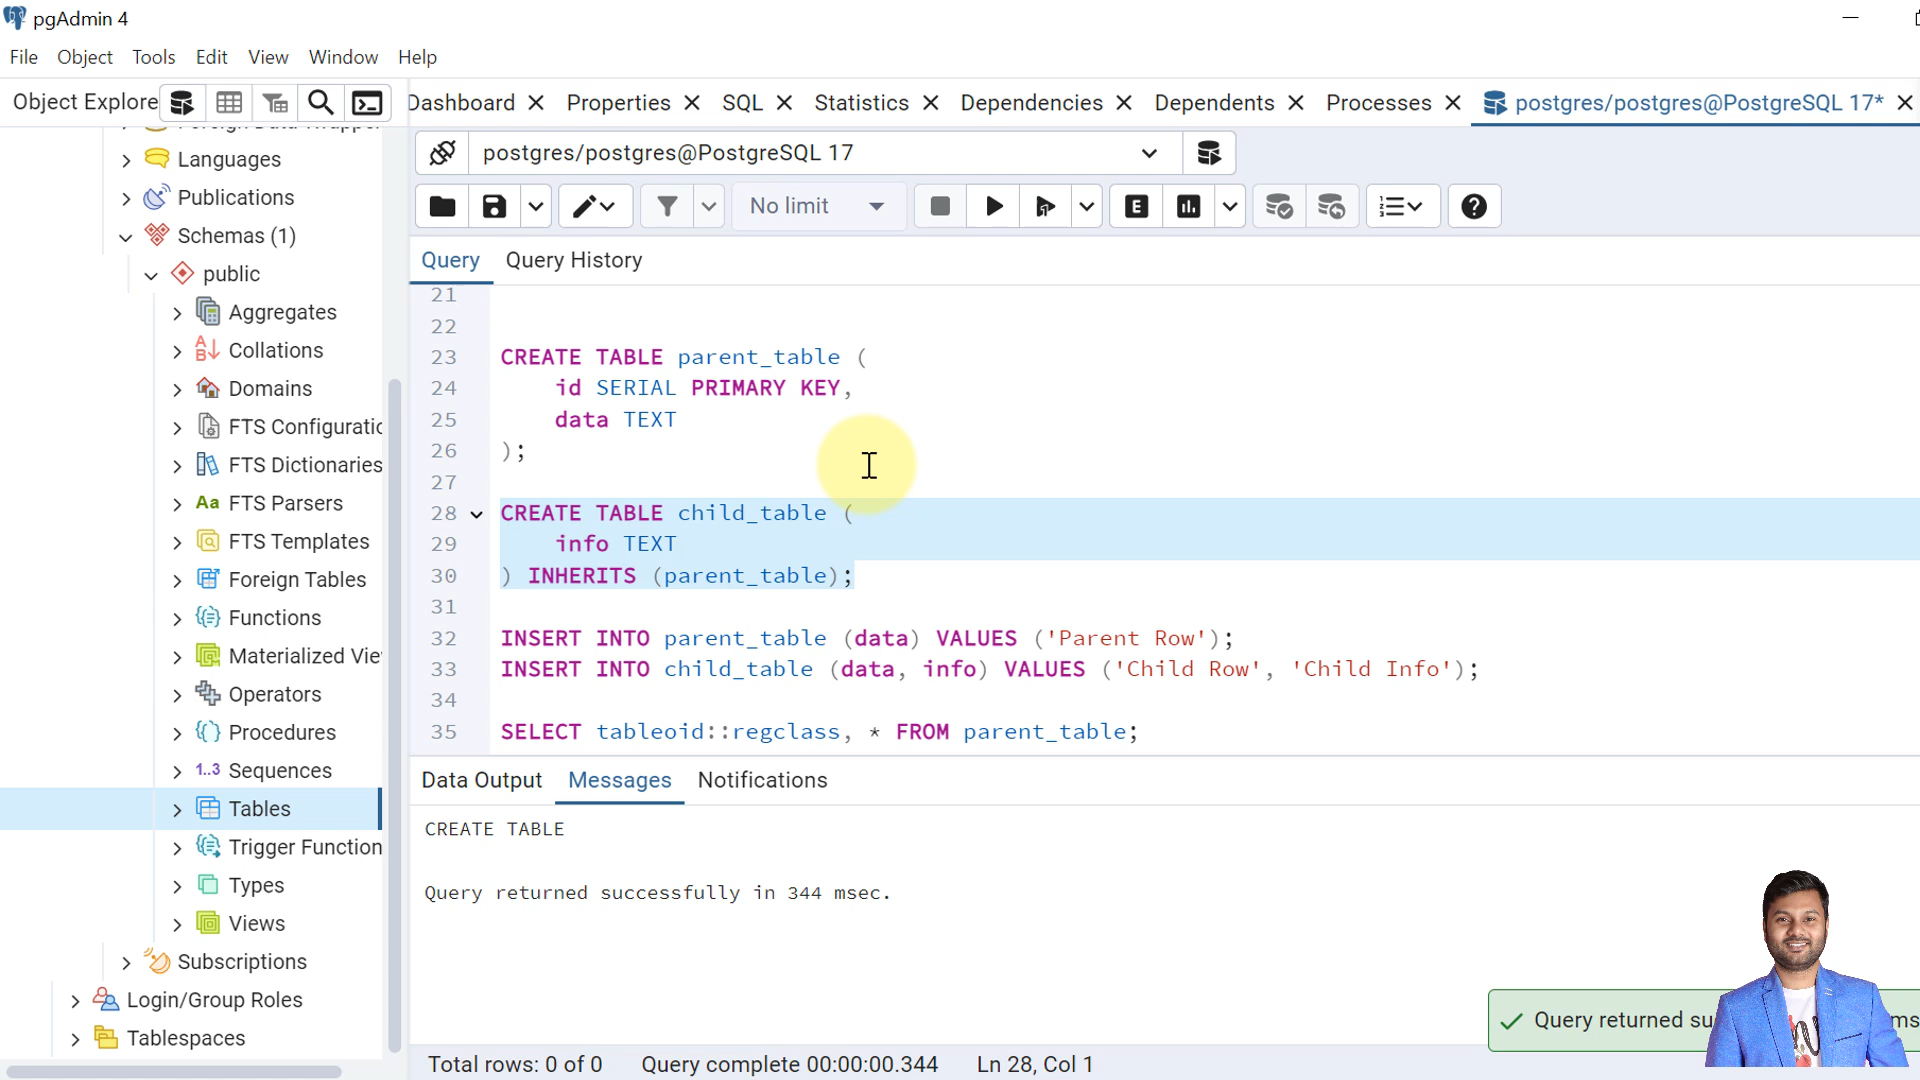 pgAdmin 4
File Object Tools Edit View Window Help
Object Explore
Dashboard Properties SQL Statistics Dependencies Dependents Processes postgres/postgres@PostgreSQL 17*
Foreign Data Wrapper
Languages
Publications
Schemas (1)
public
Aggregates
Collations
Domains
FTS Configuratic
FTS Dictionaries
Aa FTS Parsers
FTS Templates
Foreign Tables
Functions
Materialized Vie
Operators
Procedures
1..3 Sequences
Tables
Trigger Function
Types
Views
Subscriptions
Login/Group Roles
Tablespaces
postgres/postgres@PostgreSQL 17
No limit
E
Query Query History
21
22
23 CREATE TABLE parent_table (
24 id SERIAL PRIMARY KEY,
25 data TEXT
26 );
27
28 CREATE TABLE child_table (
29 info TEXT
30 ) INHERITS (parent_table);
31
32 INSERT INTO parent_table (data) VALUES ('Parent Row');
33 INSERT INTO child_table (data, info) VALUES ('Child Row', 'Child Info');
34
35 SELECT tableoid::regclass, * FROM parent_table;
Data Output Messages Notifications
CREATE TABLE
Query returned successfully in 344 msec.
Query returned su
ms
Total rows: 0 of 0 Query complete 00:00:00.344 Ln 28, Col 1